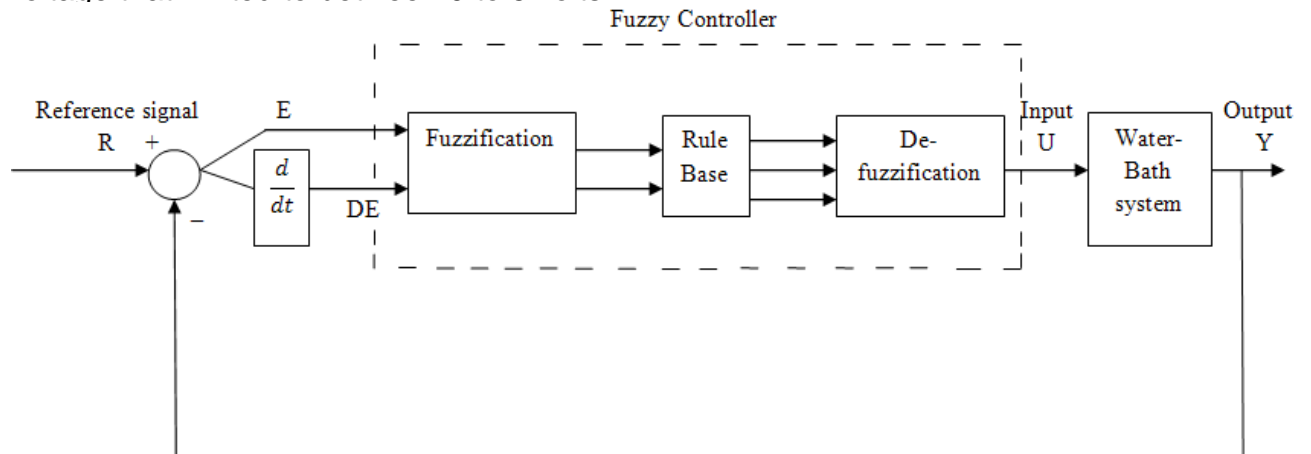 Fuzzy Controller
Reference signal
R
+
−
E
d
dt
DE
Fuzzification
Rule
Base
De-
fuzzification
Input
U
Water-
Bath
system
Output
Y